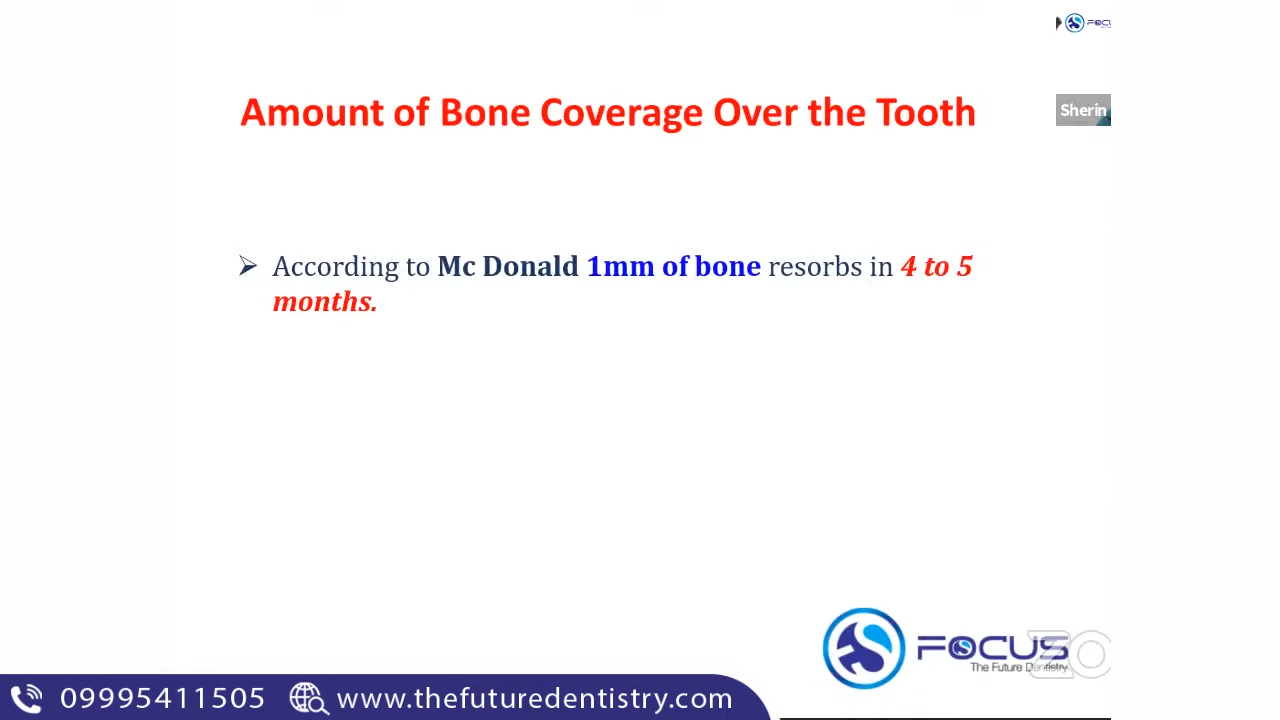 FOCU
Amount of Bone Coverage Over the Tooth
Sherin
➢ According to Mc Donald 1mm of bone resorbs in 4 to 5
months.
FOCUS
The Future Dentistry
09995411505 www.thefuturedentistry.com